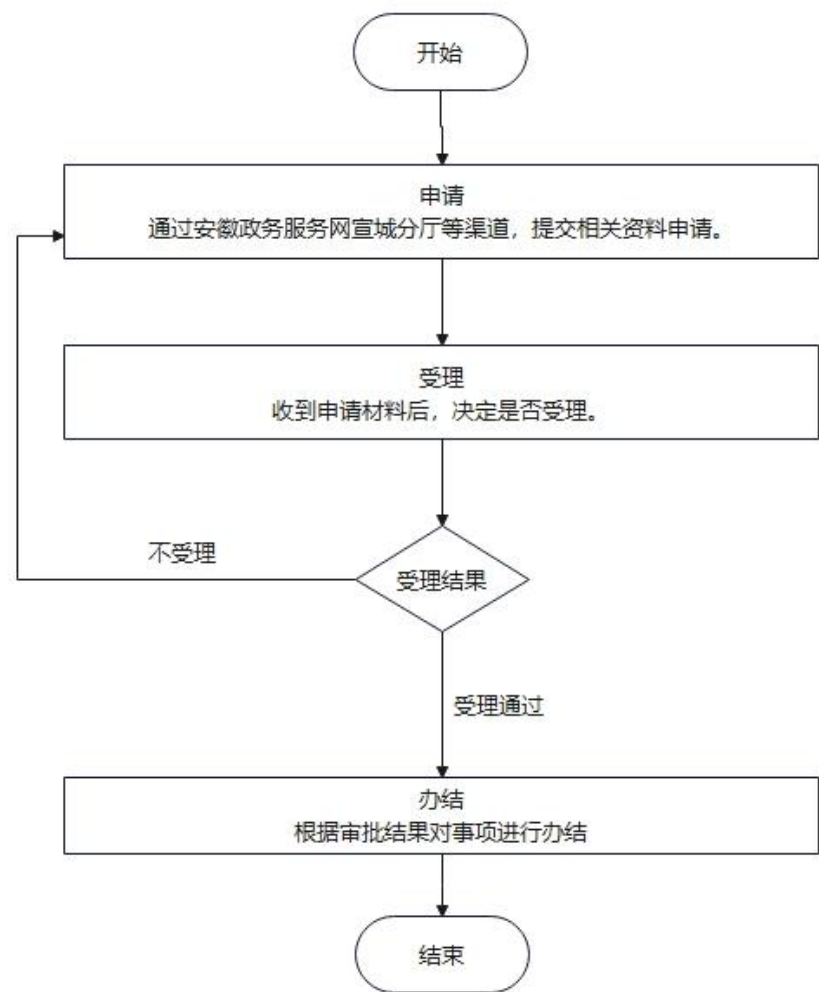 开始
申请
通过安徽政务服务网宣城分厅等渠道，提交相关资料申请。
受理
收到申请材料后，决定是否受理。
不受理
受理结果
受理通过
办结
根据审批结果对事项进行办结
结束